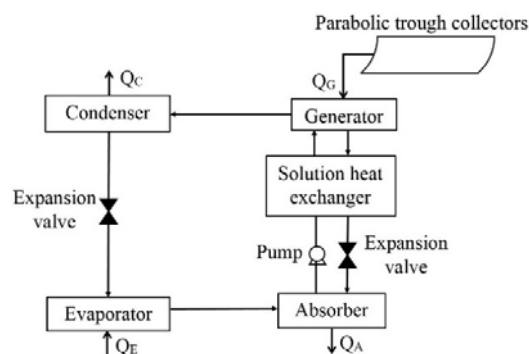 Parabolic trough collectors
Q_C
Q_G
Condenser
Generator
Solution heat
exchanger
Expansion
valve
Pump
Expansion
valve
Evaporator
Absorber
Q_E
Q_A